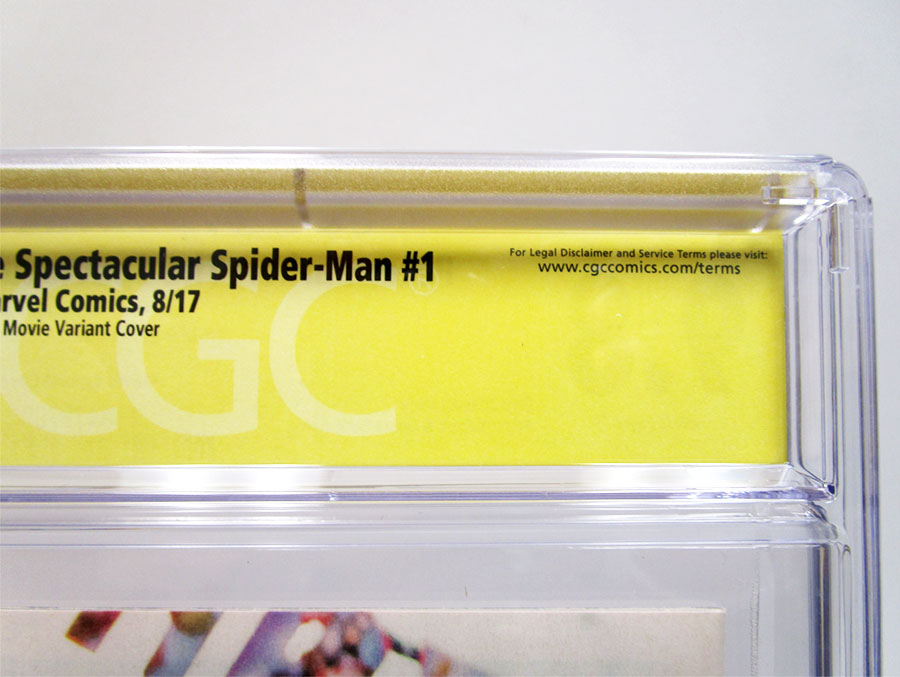 e Spectacular Spider-Man #1
arvel Comics, 8/17
Movie Variant Cover
For Legal Disclaimer and Service Terms please visit:
www.cgccomics.com/terms
CGC